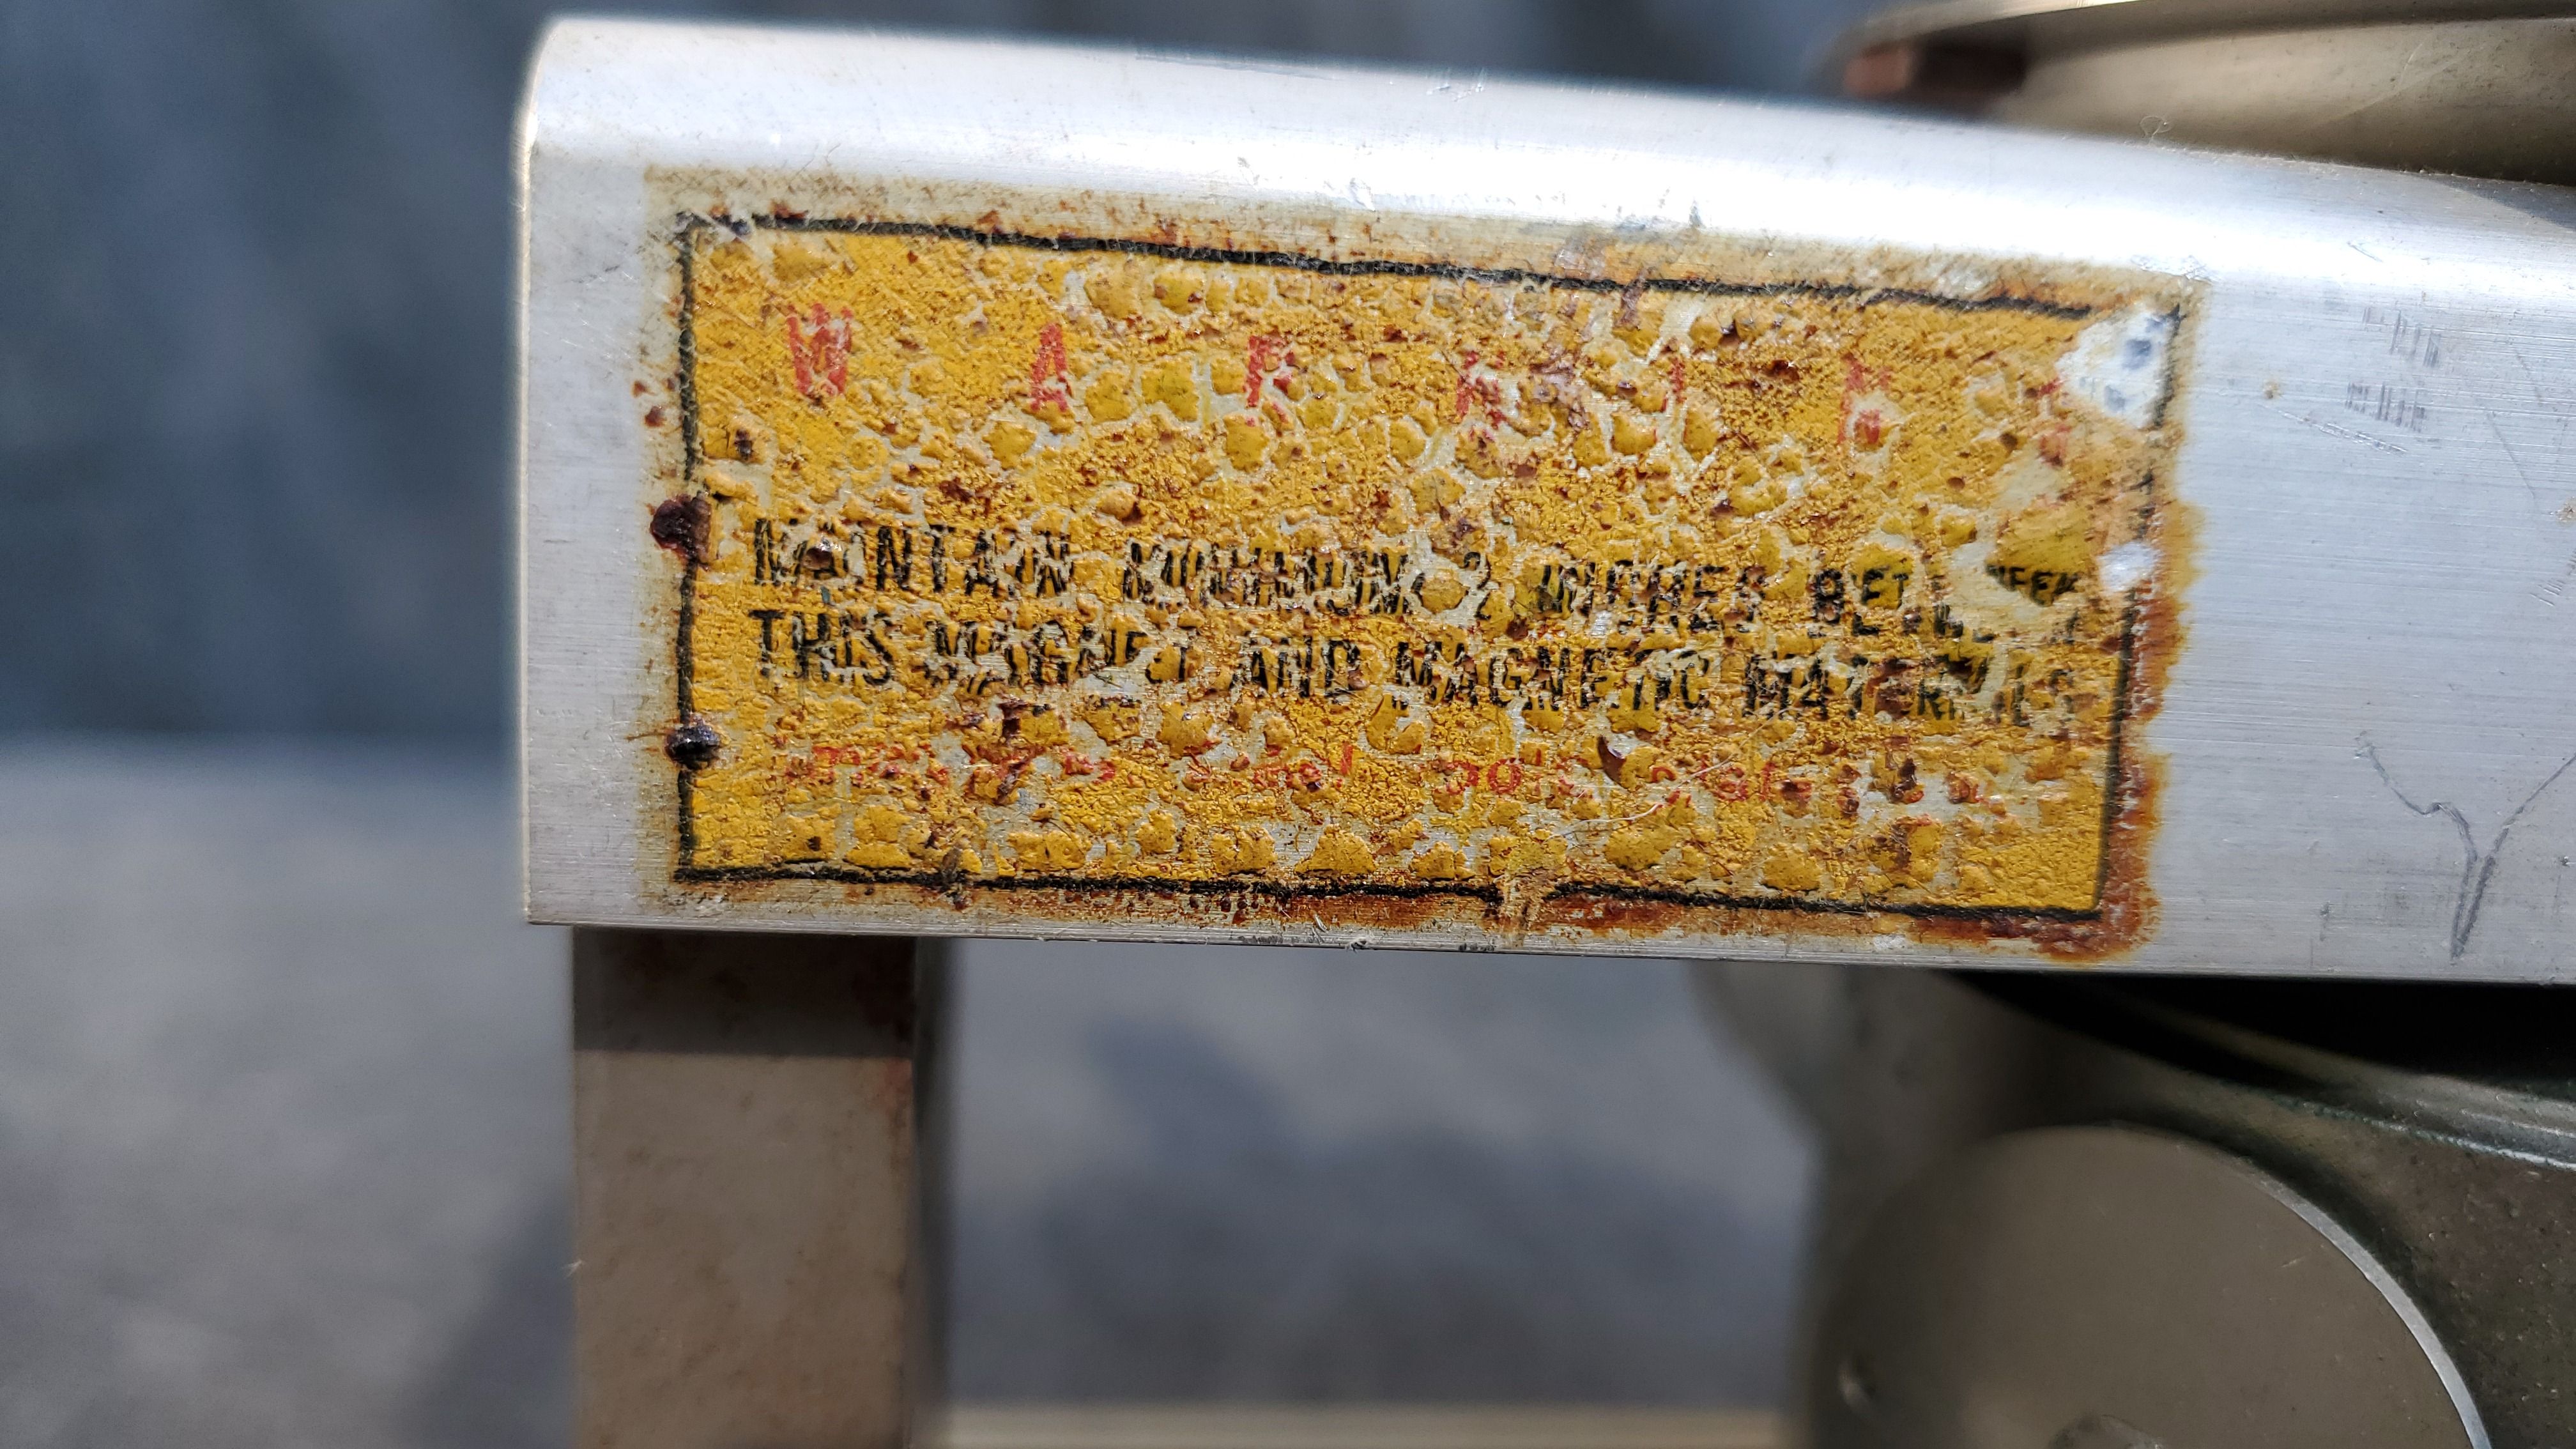 WARNING
MAINTAIN MINIMUM 2 INCHES BETWEEN
THIS MAGNET AND MAGNETIC MATERIALS